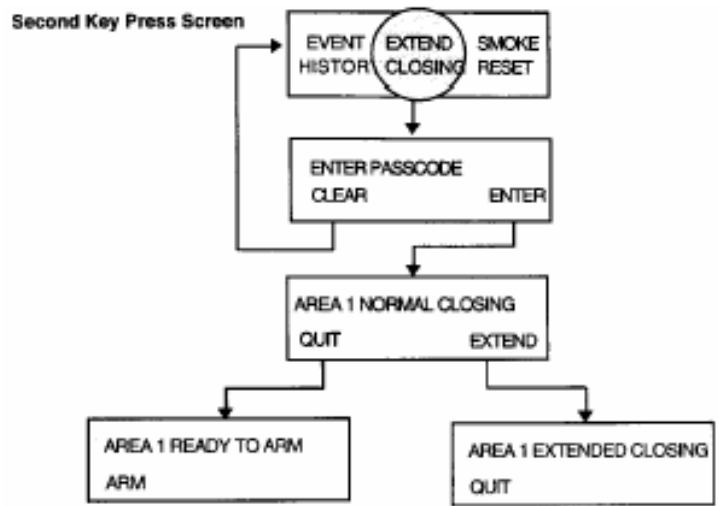 Second Key Press Screen
EVENT EXTEND SMOKE
HISTOR CLOSING RESET
ENTER PASSCODE
CLEAR ENTER
AREA 1 NORMAL CLOSING
QUIT EXTEND
AREA 1 READY TO ARM
ARM
AREA 1 EXTENDED CLOSING
QUIT